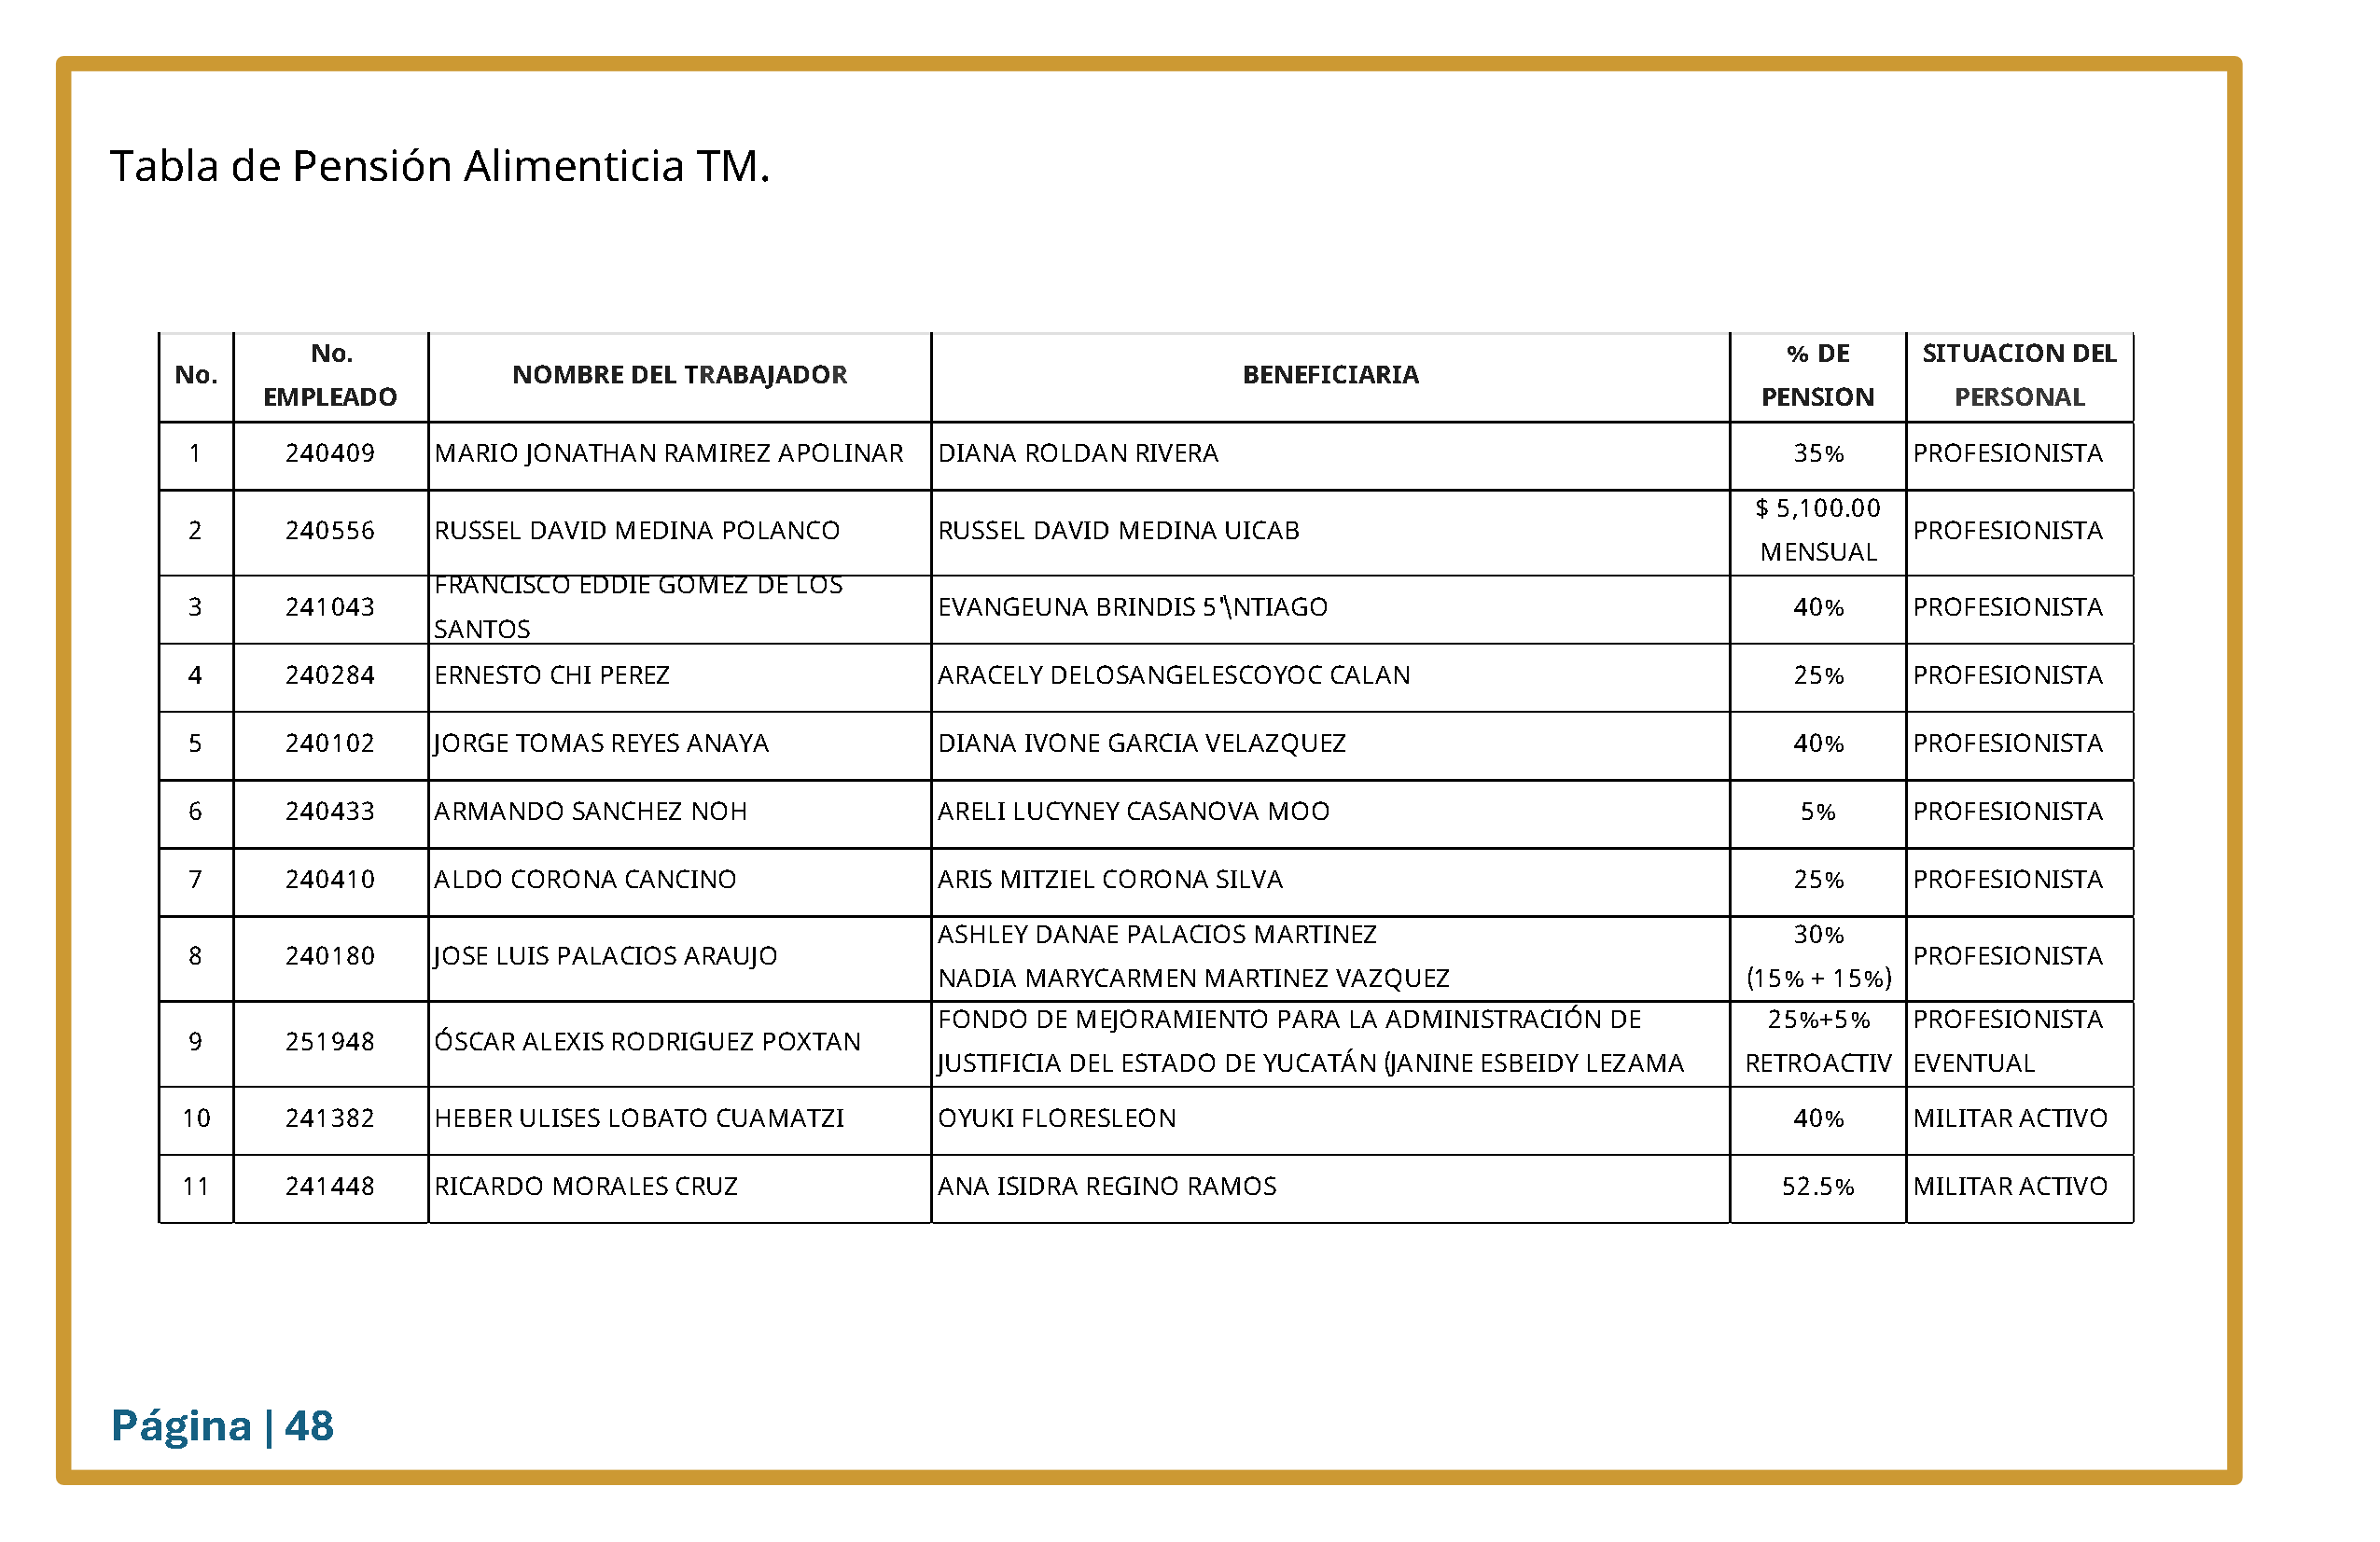 Tabla de Pensión Alimenticia TM.
No. No. EMPLEADO NOMBRE DEL TRABAJADOR BENEFICIARIA % DE PENSION SITUACION DEL PERSONAL
1 240409 MARIO JONATHAN RAMIREZ APOLINAR DIANA ROLDAN RIVERA 35% PROFESIONISTA
2 240556 RUSSEL DAVID MEDINA POLANCO RUSSEL DAVID MEDINA UICAB $ 5,100.00 MENSUAL PROFESIONISTA
3 241043 FRANCISCO EDDIE GOMEZ DE LOS SANTOS EVANGEUNA BRINDIS 5'\NTIAGO 40% PROFESIONISTA
4 240284 ERNESTO CHI PEREZ ARACELY DELOSANGELESCOYOC CALAN 25% PROFESIONISTA
5 240102 JORGE TOMAS REYES ANAYA DIANA IVONE GARCIA VELAZQUEZ 40% PROFESIONISTA
6 240433 ARMANDO SANCHEZ NOH ARELI LUCYNEY CASANOVA MOO 5% PROFESIONISTA
7 240410 ALDO CORONA CANCINO ARIS MITZIEL CORONA SILVA 25% PROFESIONISTA
8 240180 JOSE LUIS PALACIOS ARAUJO ASHLEY DANAE PALACIOS MARTINEZ NADIA MARYCARMEN MARTINEZ VAZQUEZ 30% (15% + 15%) PROFESIONISTA
9 251948 ÓSCAR ALEXIS RODRIGUEZ POXTAN FONDO DE MEJORAMIENTO PARA LA ADMINISTRACIÓN DE JUSTIFICIA DEL ESTADO DE YUCATÁN (JANINE ESBEIDY LEZAMA 25%+5% RETROACTIV PROFESIONISTA EVENTUAL
10 241382 HEBER ULISES LOBATO CUAMATZI OYUKI FLORESLEON 40% MILITAR ACTIVO
11 241448 RICARDO MORALES CRUZ ANA ISIDRA REGINO RAMOS 52.5% MILITAR ACTIVO
Página | 48